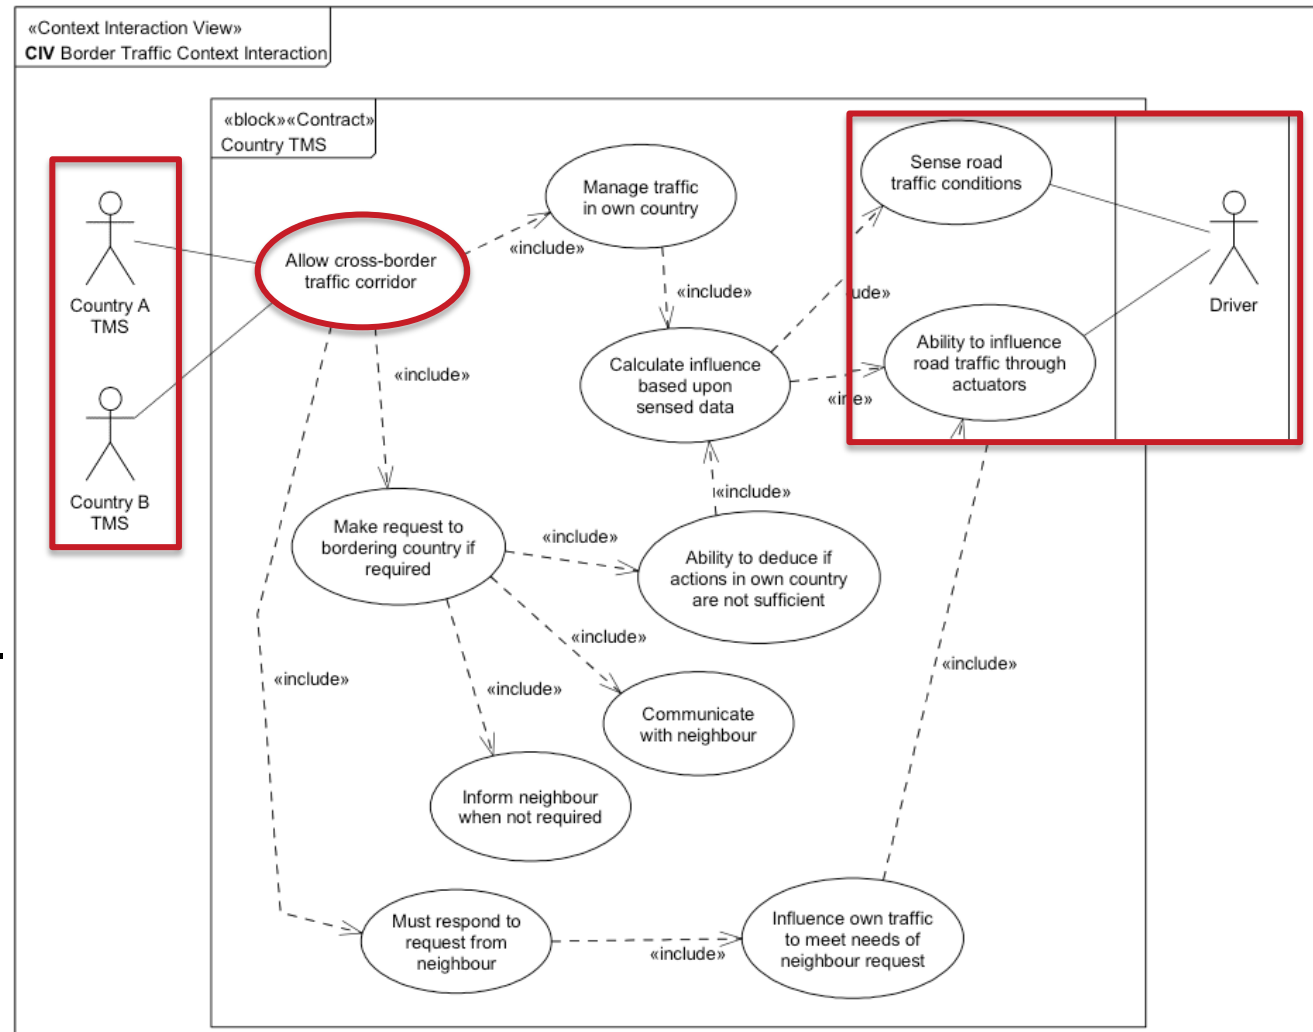 «Context Interaction View»
CIV Border Traffic Context Interaction
«block»«Contract»
Country TMS
Manage traffic
in own country
Sense road
traffic conditions
Allow cross-border
traffic corridor
«include»
Country A
TMS
«include»
ude»
Driver
Calculate influence
based upon
sensed data
Ability to influence
road traffic through
actuators
«include»
Country B
TMS
«include»
Make request to
bordering country if
required
«include»
Ability to deduce if
actions in own country
are not sufficient
«include»
«include»
«include»
«include»
Communicate
with neighbour
Inform neighbour
when not required
Must respond to
request from
neighbour
«include»
Influence own traffic
to meet needs of
neighbour request